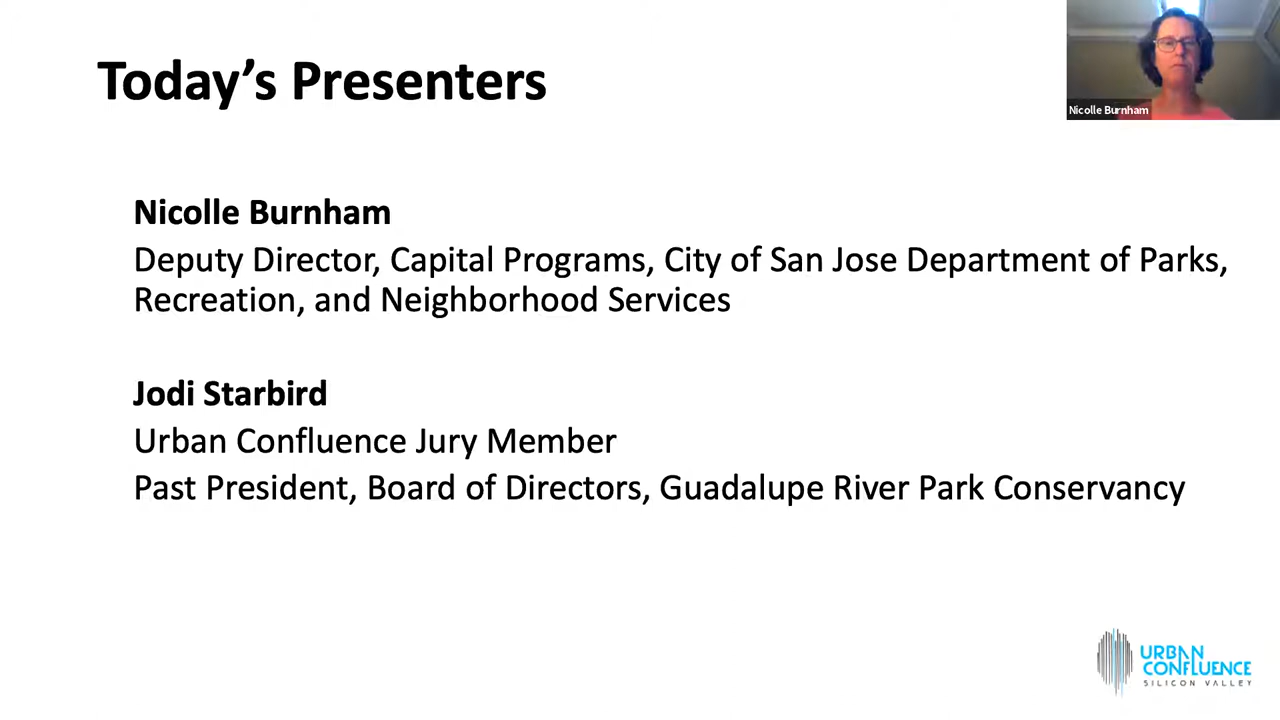 Today’s Presenters
Nicolle Burnham
Nicolle Burnham
Deputy Director, Capital Programs, City of San Jose Department of Parks,
Recreation, and Neighborhood Services
Jodi Starbird
Urban Confluence Jury Member
Past President, Board of Directors, Guadalupe River Park Conservancy
URBAN
CONFLUENCE
SILICON VALLEY